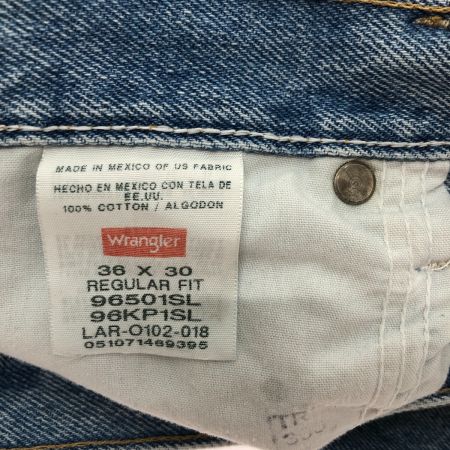 MADE IN MEXICO OF US FABRIC
HECHO EN MEXICO CON TELA DE
EE.UU.
100% COTTON / ALGODON
Wrangler
36 X 30
REGULAR FIT
96501SL
96KP1SL
LAR-O102-018
051071469395